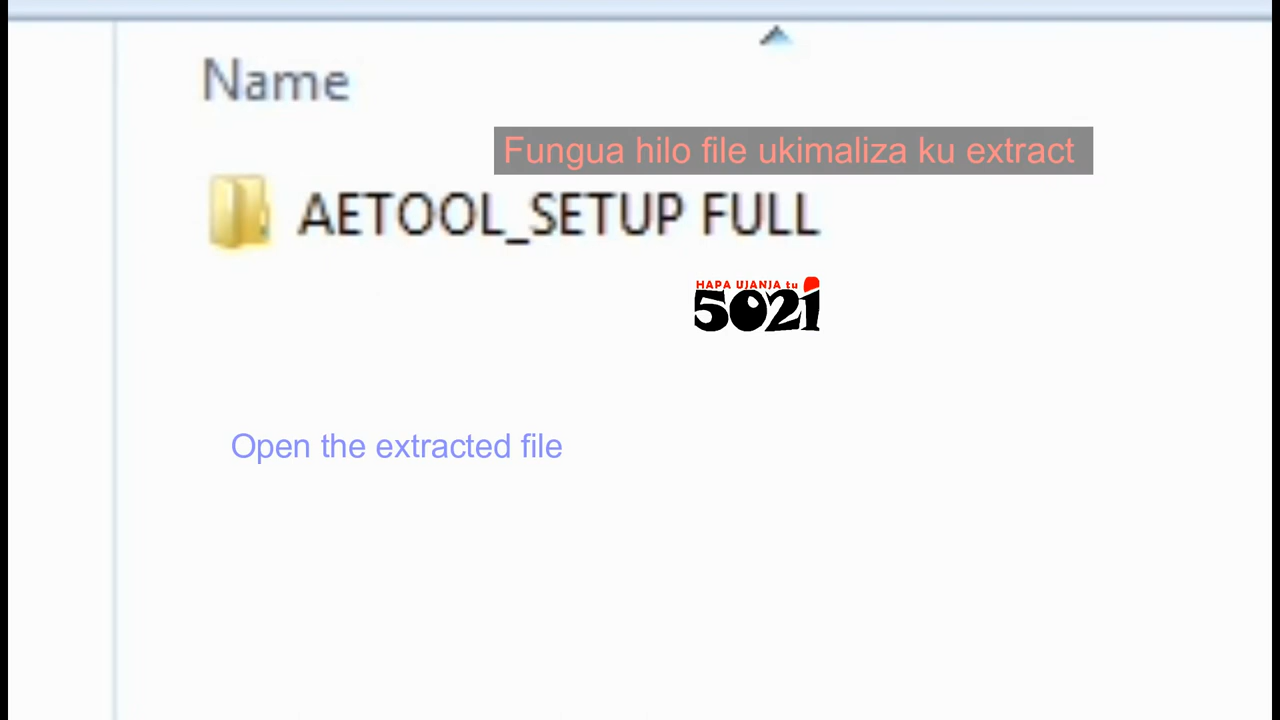 Name
Fungua hilo file ukimaliza ku extract
AETOOL_SETUP FULL
HAPA UJANJA tu
5021
Open the extracted file